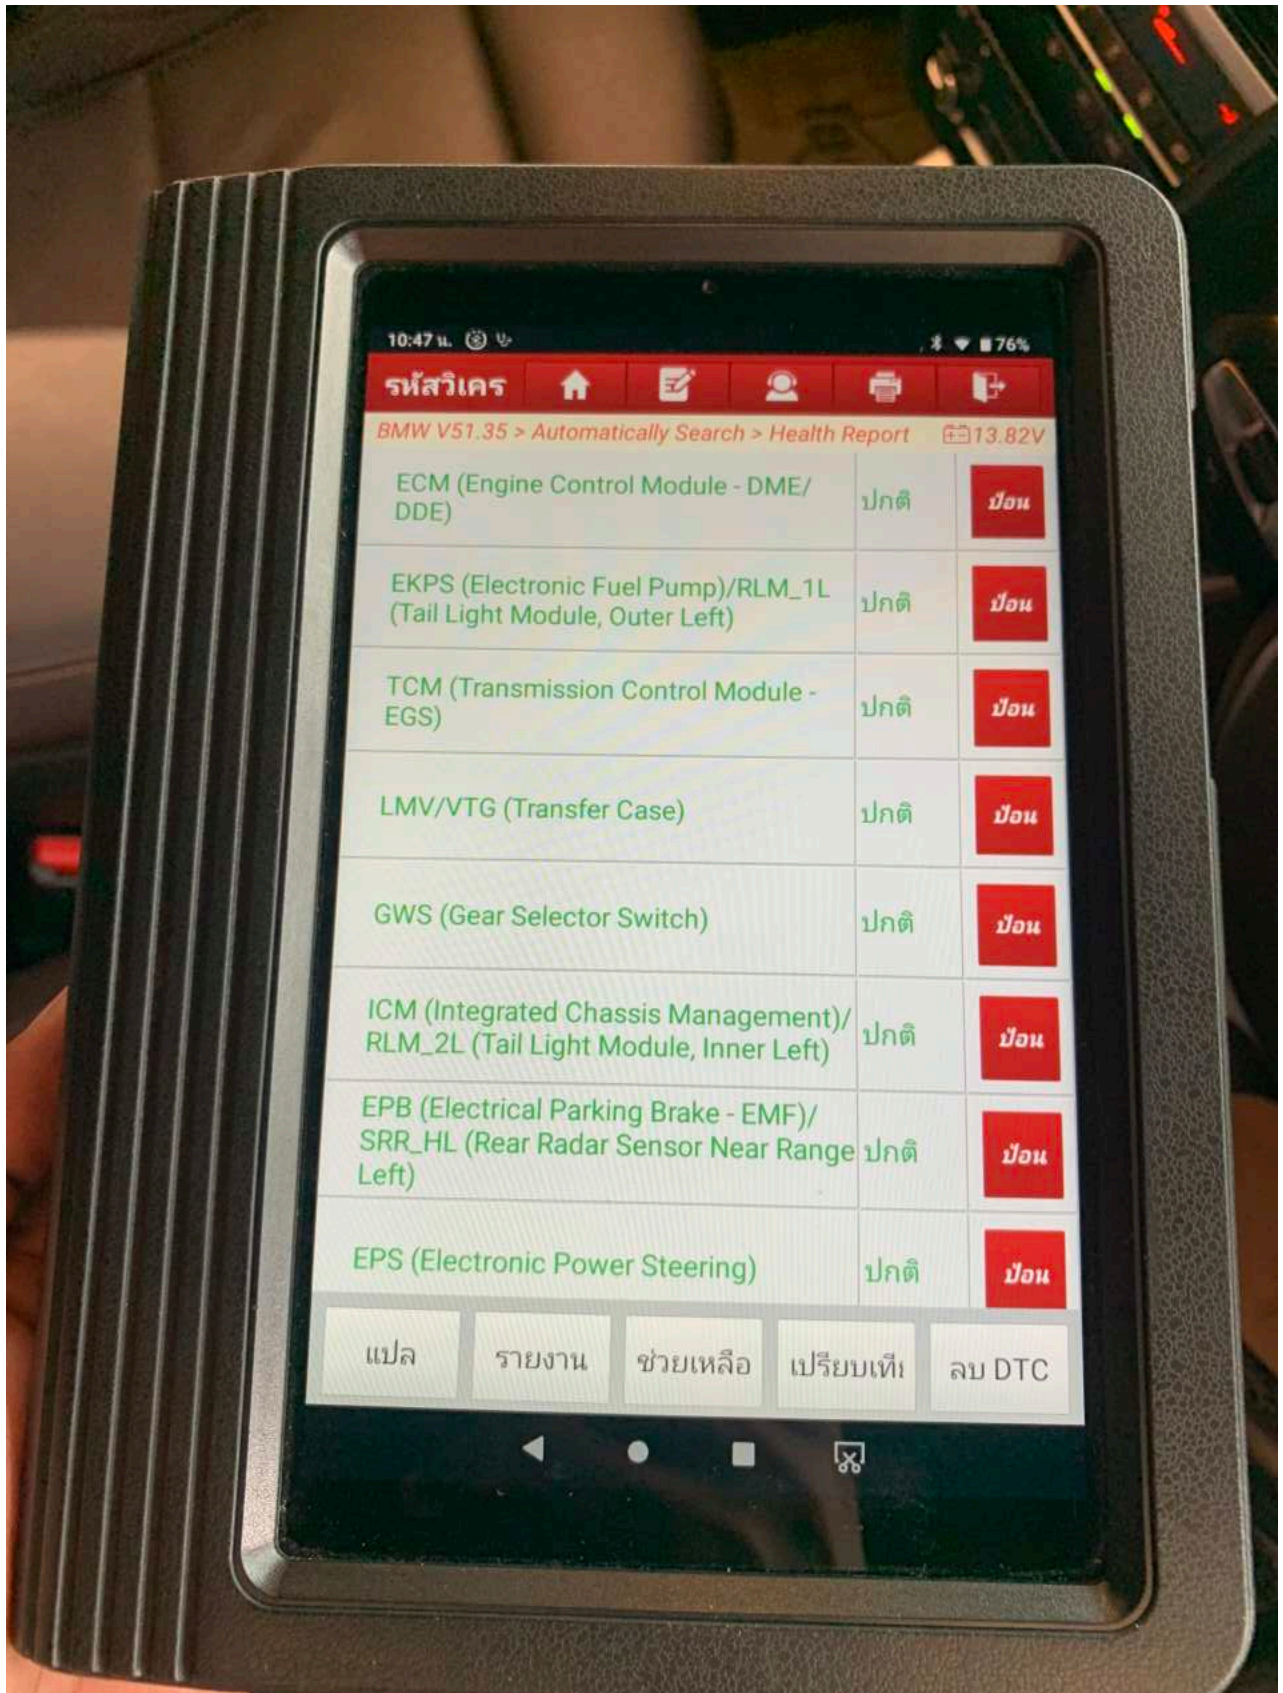 10:47 น.
76%
รหัสวิเคร
BMW V51.35 > Automatically Search > Health Report
13.82V
ECM (Engine Control Module - DME/
DDE)
ปกติ
ป้อน
EKPS (Electronic Fuel Pump)/RLM_1L
(Tail Light Module, Outer Left)
ปกติ
ป้อน
TCM (Transmission Control Module -
EGS)
ปกติ
ป้อน
LMV/VTG (Transfer Case)
ปกติ
ป้อน
GWS (Gear Selector Switch)
ปกติ
ป้อน
ICM (Integrated Chassis Management)/
RLM_2L (Tail Light Module, Inner Left)
ปกติ
ป้อน
EPB (Electrical Parking Brake - EMF)/
SRR_HL (Rear Radar Sensor Near Range
Left)
ปกติ
ป้อน
EPS (Electronic Power Steering)
ปกติ
ป้อน
แปล
รายงาน
ช่วยเหลือ
เปรียบเที
ลบ DTC